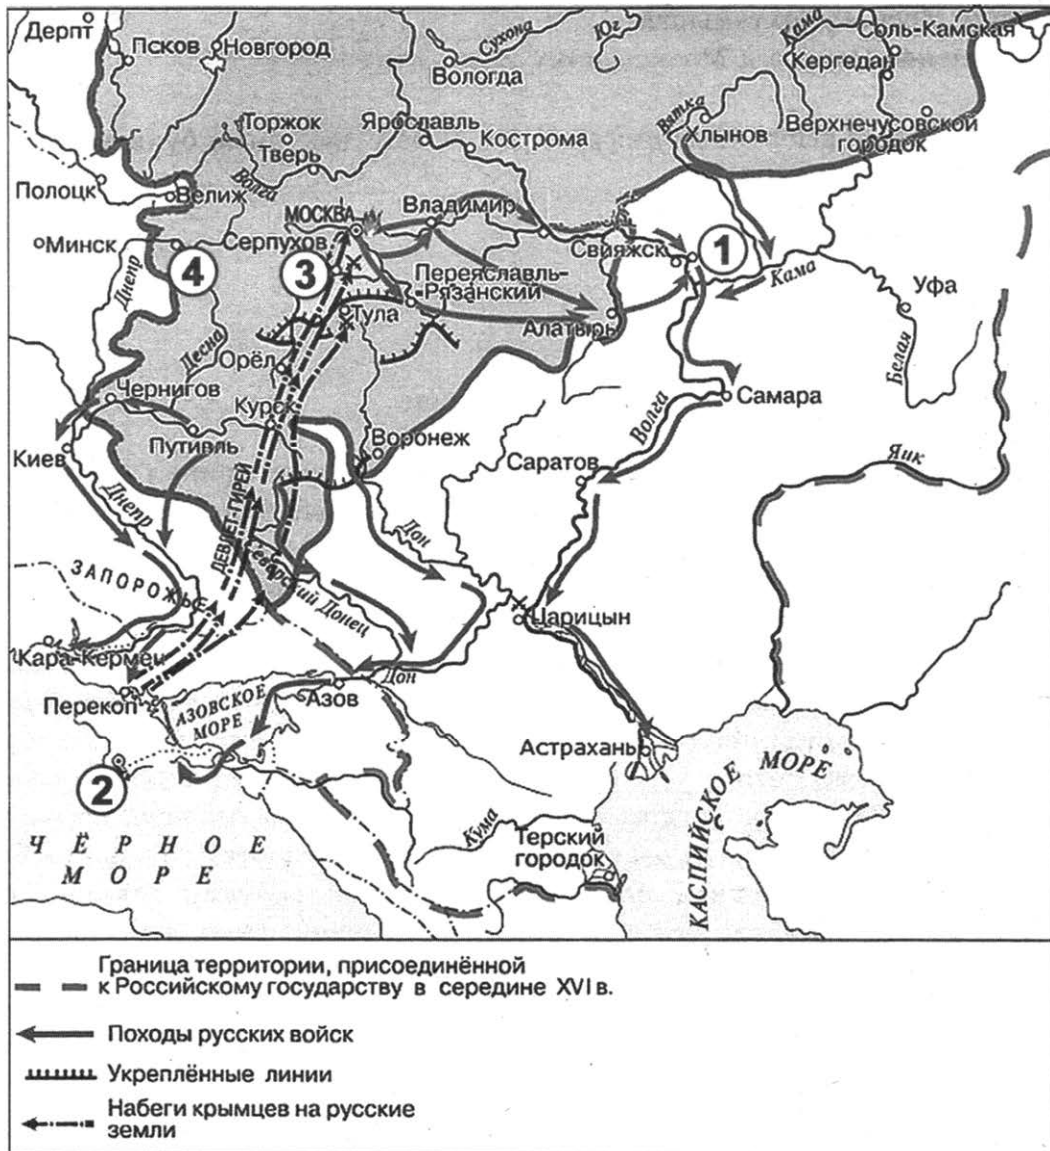 Дерпт
Псков
Новгород
Сухона
Юг
Кама
Соль-Камская
Вологда
Кергедан
Вятка
Торжок
Ярославль
Кострома
Хлынов
Верхнечусовской
городок
Тверь
Полоцк
Велиж
Волга
МОСКВА
Владимир
Минск
Серпухов
Свияжск
1
4
3
Днепр
Переяславль-
-Рязанский
Кама
Уфа
Тула
Алатырь
Десна
Орёл
Белая
Чернигов
Курск
Волга
Самара
Путивль
Воронеж
Киев
Саратов
Яик
Днепр
Дон
ДЕВЛЕТ-ГИРЕЙ
ЗАПОРОЖЬЕ
Северский Донец
Царицын
Кара-Кермен
Дон
Перекоп
АЗОВСКОЕ
МОРЕ
Азов
Астрахань
2
КАСПИЙСКОЕ МОРЕ
Кума
Терский
городок
ЧЁРНОЕ
МОРЕ
Граница территории, присоединённой
к Российскому государству в середине XVI в.
Походы русских войск
Укреплённые линии
Набеги крымцев на русские
земли